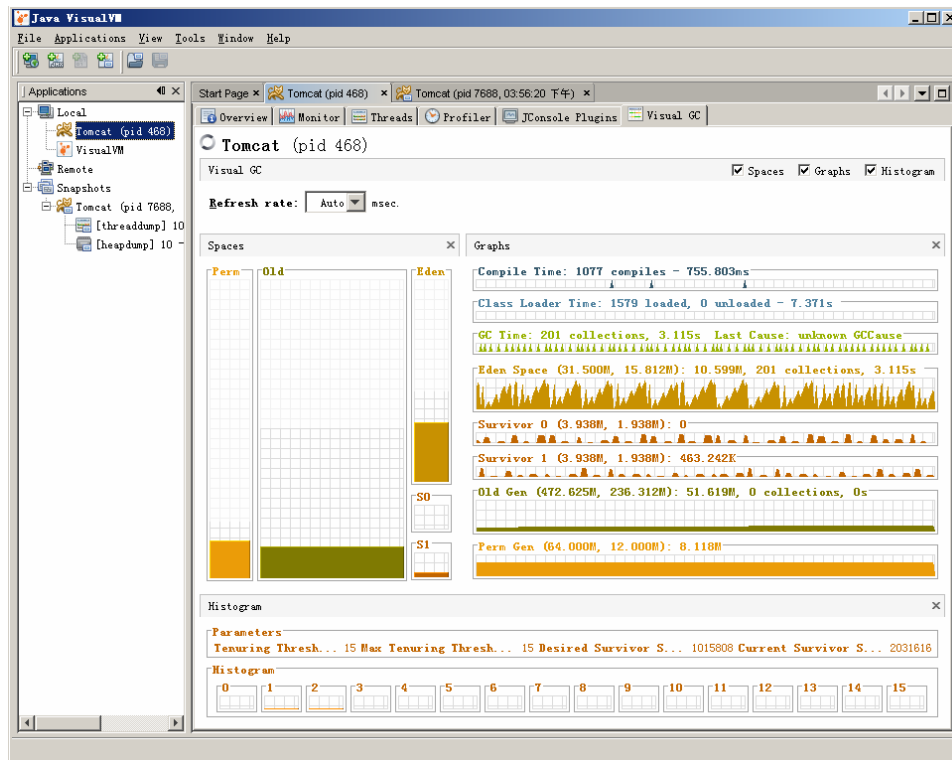 Java VisualVM
File Applications View Tools Window Help
Applications
Local
Tomcat (pid 468)
VisualVM
Remote
Snapshots
Tomcat (pid 7688,
[threaddump] 10
[heapdump] 10
Start Page Tomcat (pid 468) Tomcat (pid 7688, 03:56:20 下午)
Overview Monitor Threads Profiler JConsole Plugins Visual GC
Tomcat (pid 468)
Visual GC Spaces Graphs Histogram
Refresh rate: Auto msec.
Spaces
Perm Old Eden
S0
S1
Graphs
Compile Time: 1077 compiles - 755.803ms
Class Loader Time: 1579 loaded, 0 unloaded - 7.371s
GC Time: 201 collections, 3.115s Last Cause: unknown GCCause
Eden Space (31.500M, 15.812M): 10.599M, 201 collections, 3.115s
Survivor 0 (3.938M, 1.938M): 0
Survivor 1 (3.938M, 1.938M): 463.242K
Old Gen (472.625M, 236.312M): 51.619M, 0 collections, 0s
Perm Gen (64.000M, 12.000M): 8.118M
Histogram
Parameters
Tenuring Thresh... 15 Max Tenuring Thresh... 15 Desired Survivor S... 1015808 Current Survivor S... 2031616
Histogram
0 1 2 3 4 5 6 7 8 9 10 11 12 13 14 15